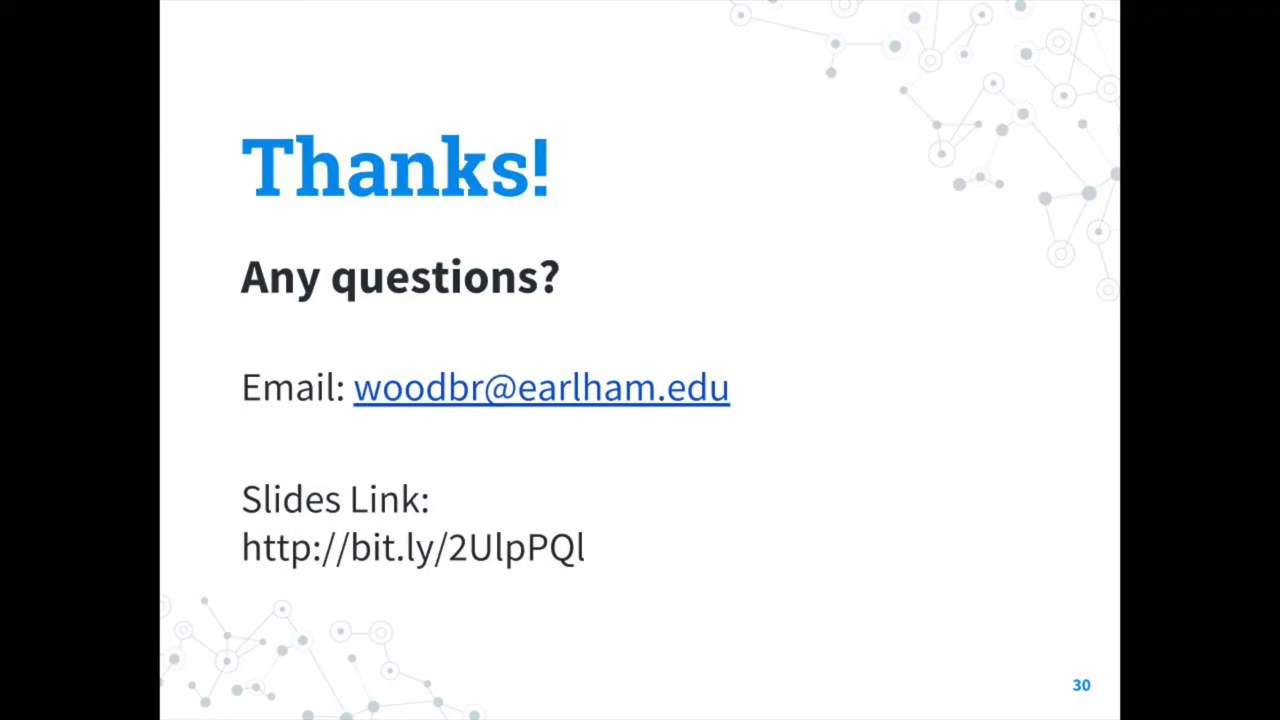 Thanks!
Any questions?
Email: woodbr@earlham.edu
Slides Link:
http://bit.ly/2UlpPQl
30